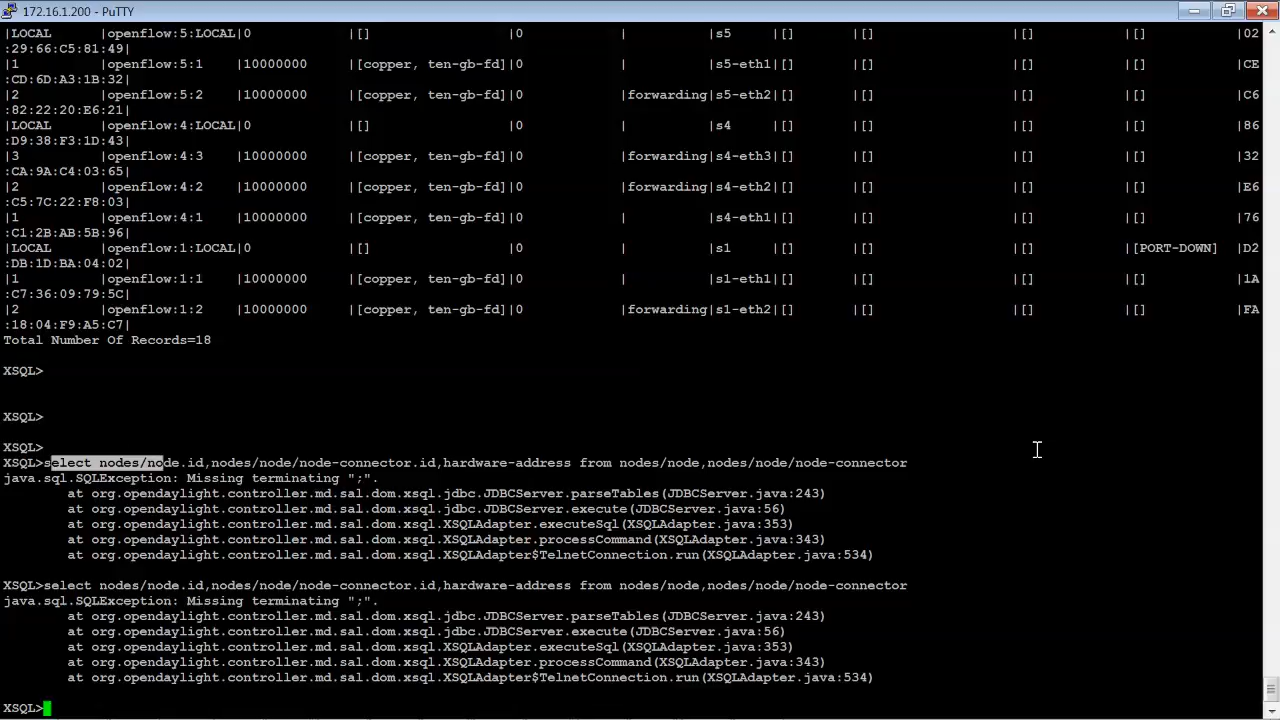 172.16.1.200 - PuTTY
|LOCAL |openflow:5:LOCAL|0 |[] |0 | |s5 |[] |[] |[] |[] |02
:29:66:C5:81:49|
|1 |openflow:5:1 |10000000 |[copper, ten-gb-fd]|0 | |s5-eth1|[] |[] |[] |[] |CE
:CD:6D:A3:1B:32|
|2 |openflow:5:2 |10000000 |[copper, ten-gb-fd]|0 |forwarding|s5-eth2|[] |[] |[] |[] |C6
:82:22:20:E6:21|
|LOCAL |openflow:4:LOCAL|0 |[] |0 | |s4 |[] |[] |[] |[] |86
:D9:38:F3:1D:43|
|3 |openflow:4:3 |10000000 |[copper, ten-gb-fd]|0 |forwarding|s4-eth3|[] |[] |[] |[] |32
:CA:9A:C4:03:65|
|2 |openflow:4:2 |10000000 |[copper, ten-gb-fd]|0 |forwarding|s4-eth2|[] |[] |[] |[] |E6
:C5:7C:22:F8:03|
|1 |openflow:4:1 |10000000 |[copper, ten-gb-fd]|0 | |s4-eth1|[] |[] |[] |[] |76
:C1:2B:AB:5B:96|
|LOCAL |openflow:1:LOCAL|0 |[] |0 | |s1 |[] |[] |[] |[PORT-DOWN] |D2
:DB:1D:BA:04:02|
|1 |openflow:1:1 |10000000 |[copper, ten-gb-fd]|0 | |s1-eth1|[] |[] |[] |[] |1A
:C7:36:09:79:5C|
|2 |openflow:1:2 |10000000 |[copper, ten-gb-fd]|0 |forwarding|s1-eth2|[] |[] |[] |[] |FA
:18:04:F9:A5:C7|
Total Number Of Records=18
XSQL>
XSQL>
XSQL>
XSQL>select nodes/node.id,nodes/node/node-connector.id,hardware-address from nodes/node,nodes/node/node-connector
java.sql.SQLException: Missing terminating ";".
at org.opendaylight.controller.md.sal.dom.xsql.jdbc.JDBCServer.parseTables(JDBCServer.java:243)
at org.opendaylight.controller.md.sal.dom.xsql.jdbc.JDBCServer.execute(JDBCServer.java:56)
at org.opendaylight.controller.md.sal.dom.xsql.XSQLAdapter.executeSql(XSQLAdapter.java:353)
at org.opendaylight.controller.md.sal.dom.xsql.XSQLAdapter.processCommand(XSQLAdapter.java:343)
at org.opendaylight.controller.md.sal.dom.xsql.XSQLAdapter$TelnetConnection.run(XSQLAdapter.java:534)
XSQL>select nodes/node.id,nodes/node/node-connector.id,hardware-address from nodes/node,nodes/node/node-connector
java.sql.SQLException: Missing terminating ";".
at org.opendaylight.controller.md.sal.dom.xsql.jdbc.JDBCServer.parseTables(JDBCServer.java:243)
at org.opendaylight.controller.md.sal.dom.xsql.jdbc.JDBCServer.execute(JDBCServer.java:56)
at org.opendaylight.controller.md.sal.dom.xsql.XSQLAdapter.executeSql(XSQLAdapter.java:353)
at org.opendaylight.controller.md.sal.dom.xsql.XSQLAdapter.processCommand(XSQLAdapter.java:343)
at org.opendaylight.controller.md.sal.dom.xsql.XSQLAdapter$TelnetConnection.run(XSQLAdapter.java:534)
XSQL>